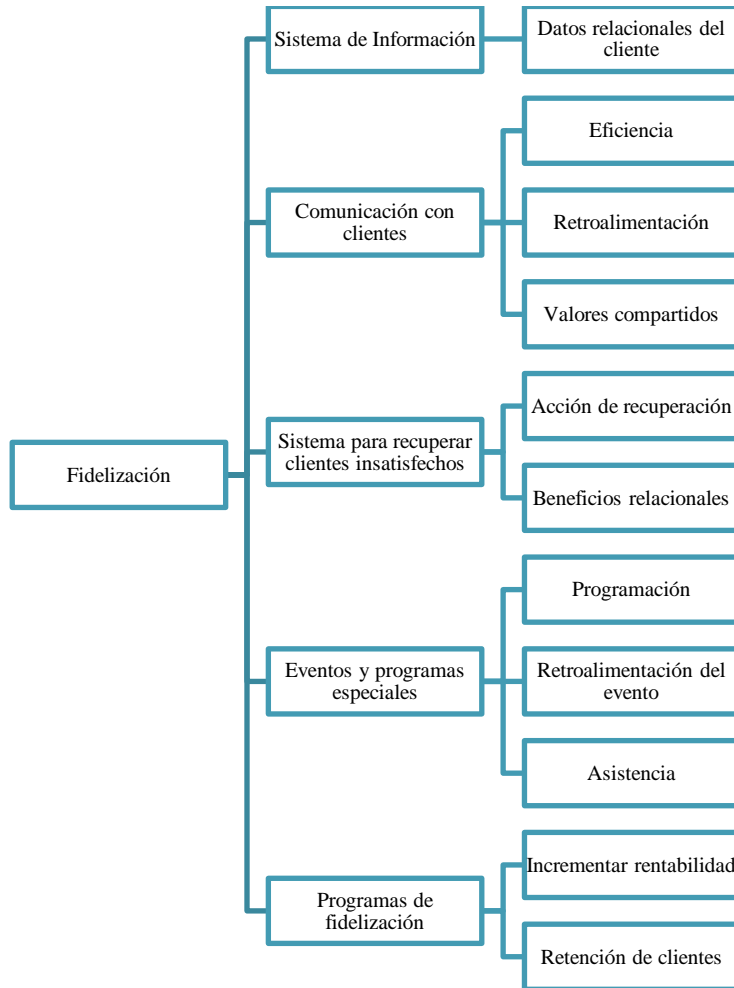 Sistema de Información
Datos relacionales del
cliente
Eficiencia
Comunicación con
clientes
Retroalimentación
Valores compartidos
Acción de recuperación
Sistema para recuperar
clientes insatisfechos
Fidelización
Beneficios relacionales
Programación
Eventos y programas
especiales
Retroalimentación del
evento
Asistencia
Incrementar rentabilidad
Programas de
fidelización
Retención de clientes